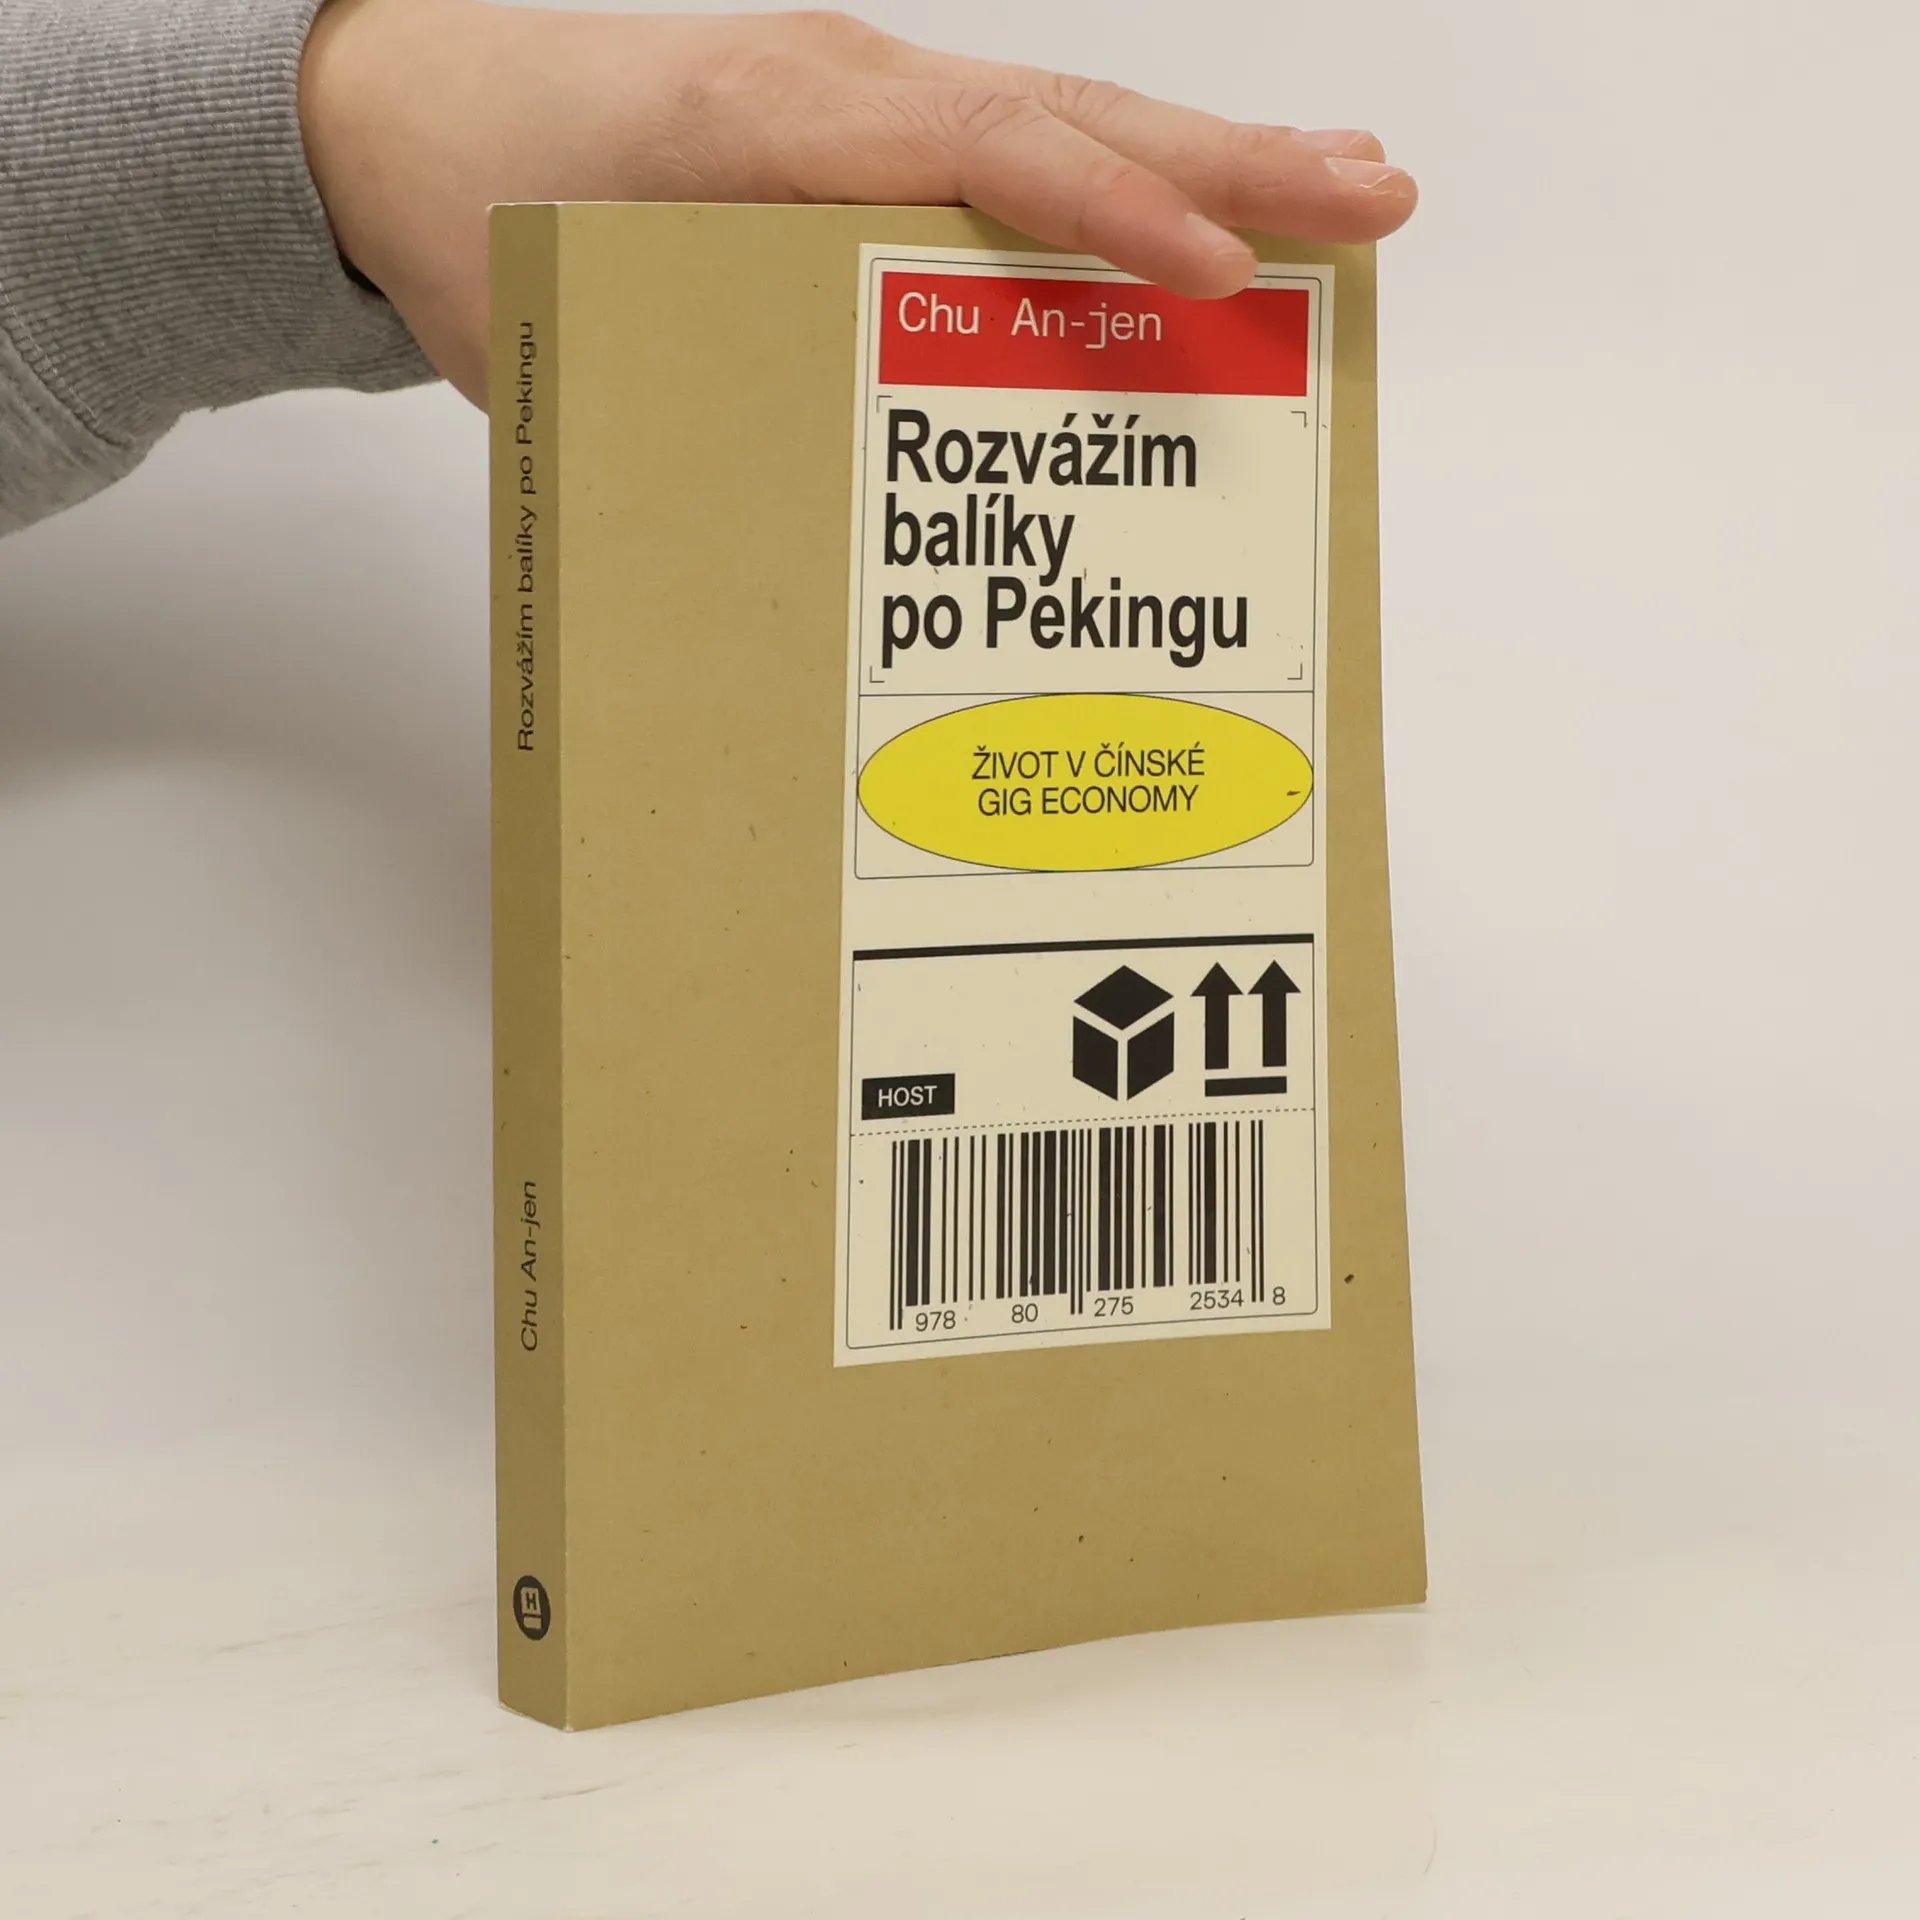 Chu An-jen
Rozvážím
balíky
po Pekingu
ŽIVOT V ČÍNSKÉ
GIG ECONOMY
HOST
978 80 275 2534 8
Rozvážím balíky po Pekingu
Chu An-jen
H